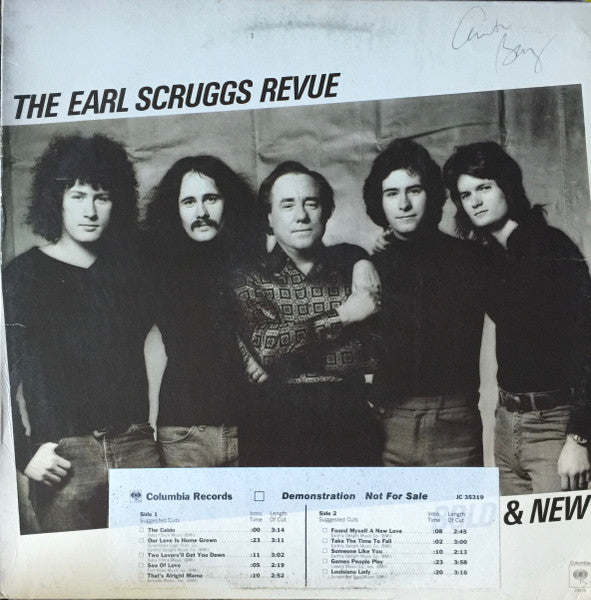 THE EARL SCRUGGS REVUE
Columbia Records Demonstration Not For Sale JC 35319
& NEW
Side 1 Intro. Length
Suggested Cuts Time Of Cut
The Cabin :00 3:14
Our Love Is Home Grown :23 3:11
Two Lovers'll Get You Down :11 3:02
Sea Of Love :05 2:19
That's Alright Mama :10 2:52
Side 2 Intro. Length
Suggested Cuts Time Of Cut
Found Myself A New Love :08 2:45
Take The Time To Fall :02 3:00
Someone Like You :10 2:13
Games People Play :23 3:58
Louisiana Lady :20 3:16
Columbia